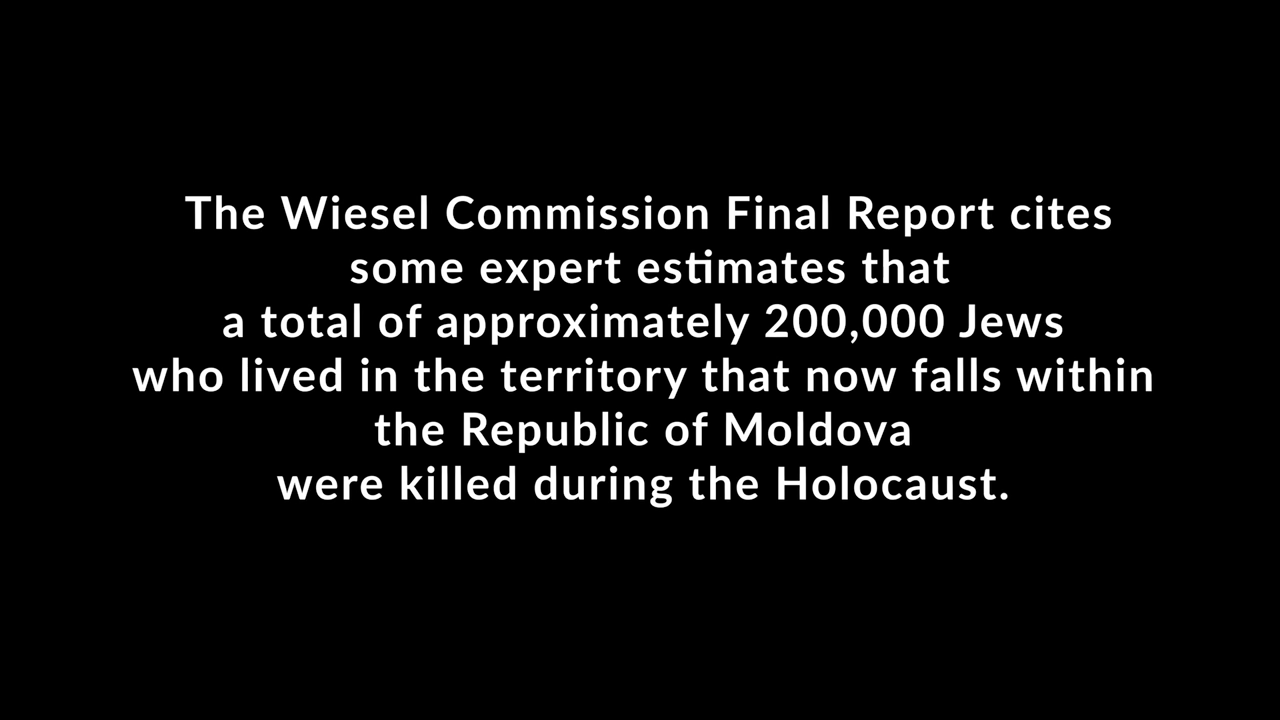 The Wiesel Commission Final Report cites
some expert estimates that
a total of approximately 200,000 Jews
who lived in the territory that now falls within
the Republic of Moldova
were killed during the Holocaust.